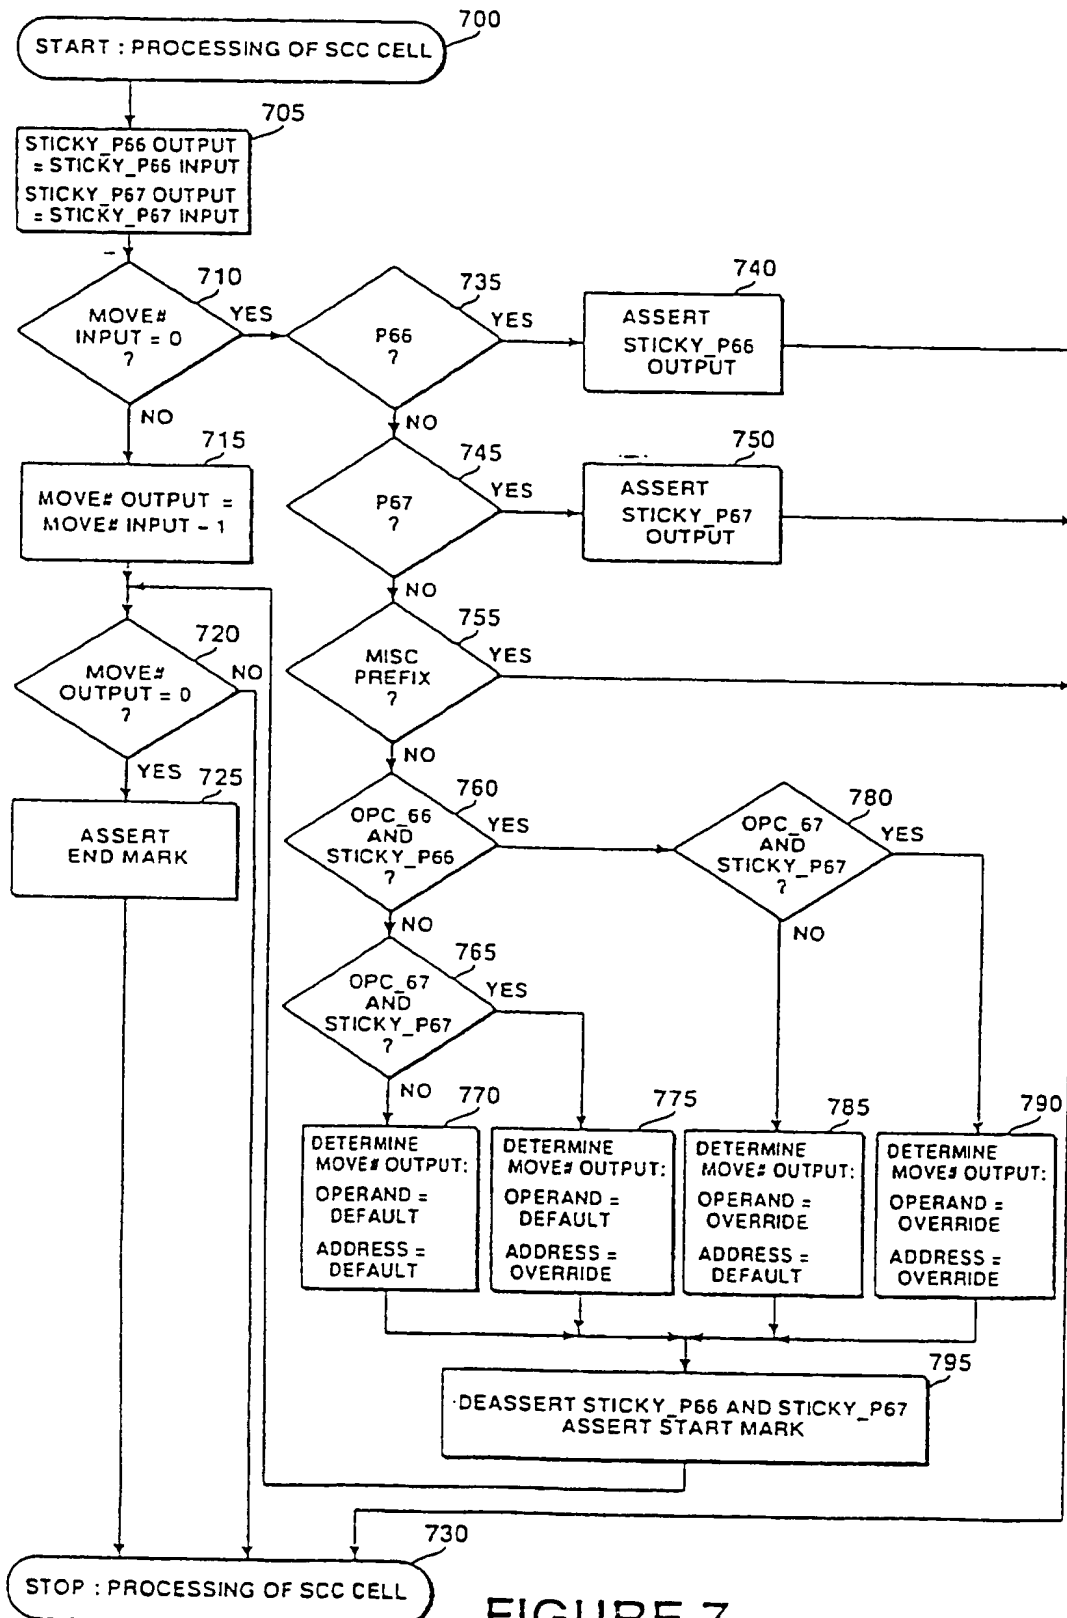 700
START : PROCESSING OF SCC CELL
705
STICKY_P66 OUTPUT
= STICKY_P66 INPUT
STICKY_P67 OUTPUT
= STICKY_P67 INPUT
710
MOVE#
INPUT = 0
?
YES
NO
735
P66
?
YES
NO
740
ASSERT
STICKY_P66
OUTPUT
715
MOVE# OUTPUT =
MOVE# INPUT - 1
745
P67
?
YES
NO
750
ASSERT
STICKY_P67
OUTPUT
720
MOVE#
OUTPUT = 0
?
NO
YES
755
MISC
PREFIX
?
YES
NO
725
ASSERT
END MARK
760
OPC_66
AND
STICKY_P66
?
YES
NO
780
OPC_67
AND
STICKY_P67
?
YES
NO
765
OPC_67
AND
STICKY_P67
?
YES
NO
770
DETERMINE
MOVE# OUTPUT:
OPERAND =
DEFAULT
ADDRESS =
DEFAULT
775
DETERMINE
MOVE# OUTPUT:
OPERAND =
DEFAULT
ADDRESS =
OVERRIDE
785
DETERMINE
MOVE# OUTPUT:
OPERAND =
OVERRIDE
ADDRESS =
DEFAULT
790
DETERMINE
MOVE# OUTPUT:
OPERAND =
OVERRIDE
ADDRESS =
OVERRIDE
795
DEASSERT STICKY_P66 AND STICKY_P67
ASSERT START MARK
730
STOP : PROCESSING OF SCC CELL
FIGURE 7